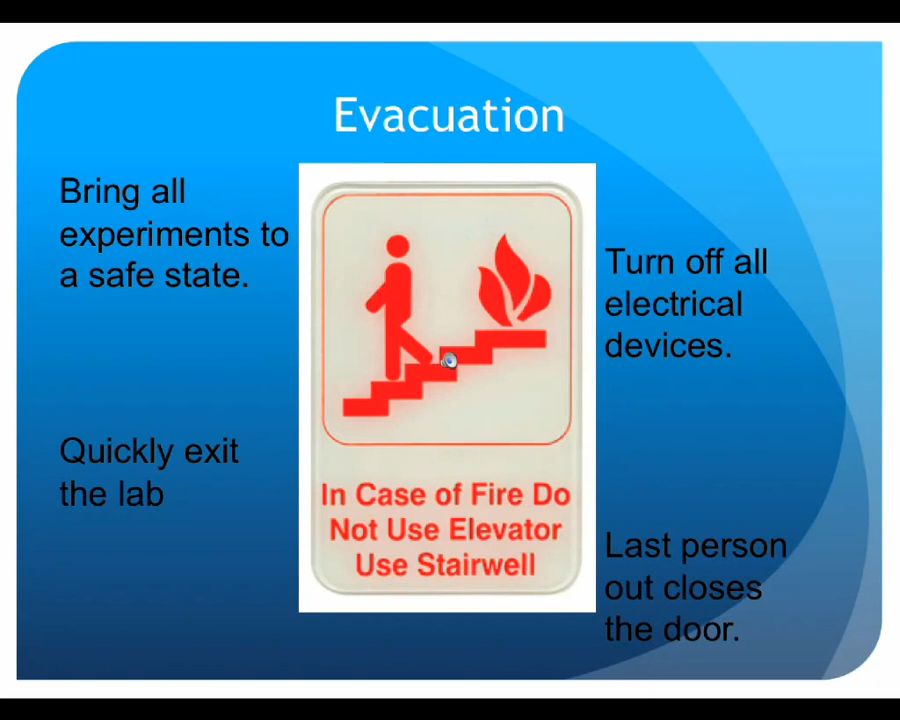 Evacuation
Bring all
experiments to
a safe state.
Turn off all
electrical
devices.
Quickly exit
the lab
In Case of Fire Do
Not Use Elevator
Use Stairwell
Last person
out closes
the door.